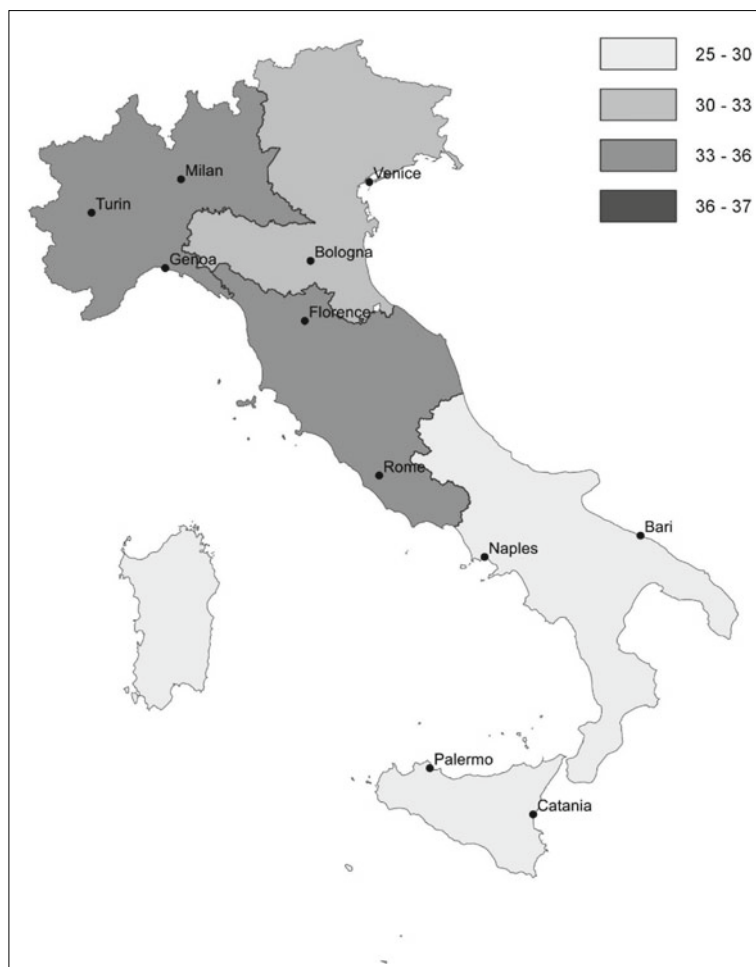 25 - 30
30 - 33
33 - 36
36 - 37
Milan
Venice
Turin
Bologna
Genoa
Florence
Rome
Bari
Naples
Palermo
Catania